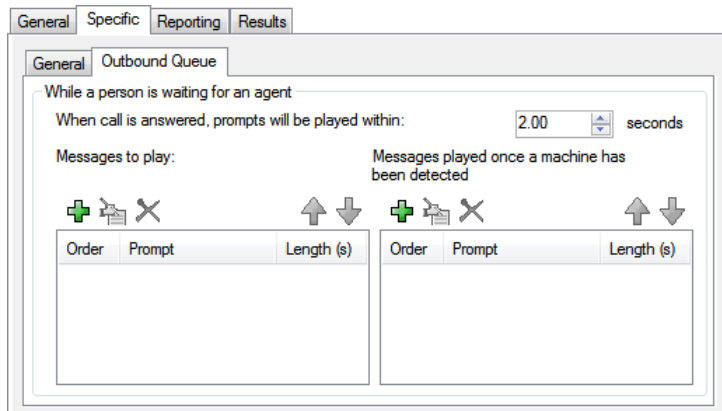 General Specific Reporting Results
General Outbound Queue
While a person is waiting for an agent
When call is answered, prompts will be played within: 2.00 seconds
Messages to play:
Messages played once a machine has
been detected
Order Prompt Length (s)
Order Prompt Length (s)